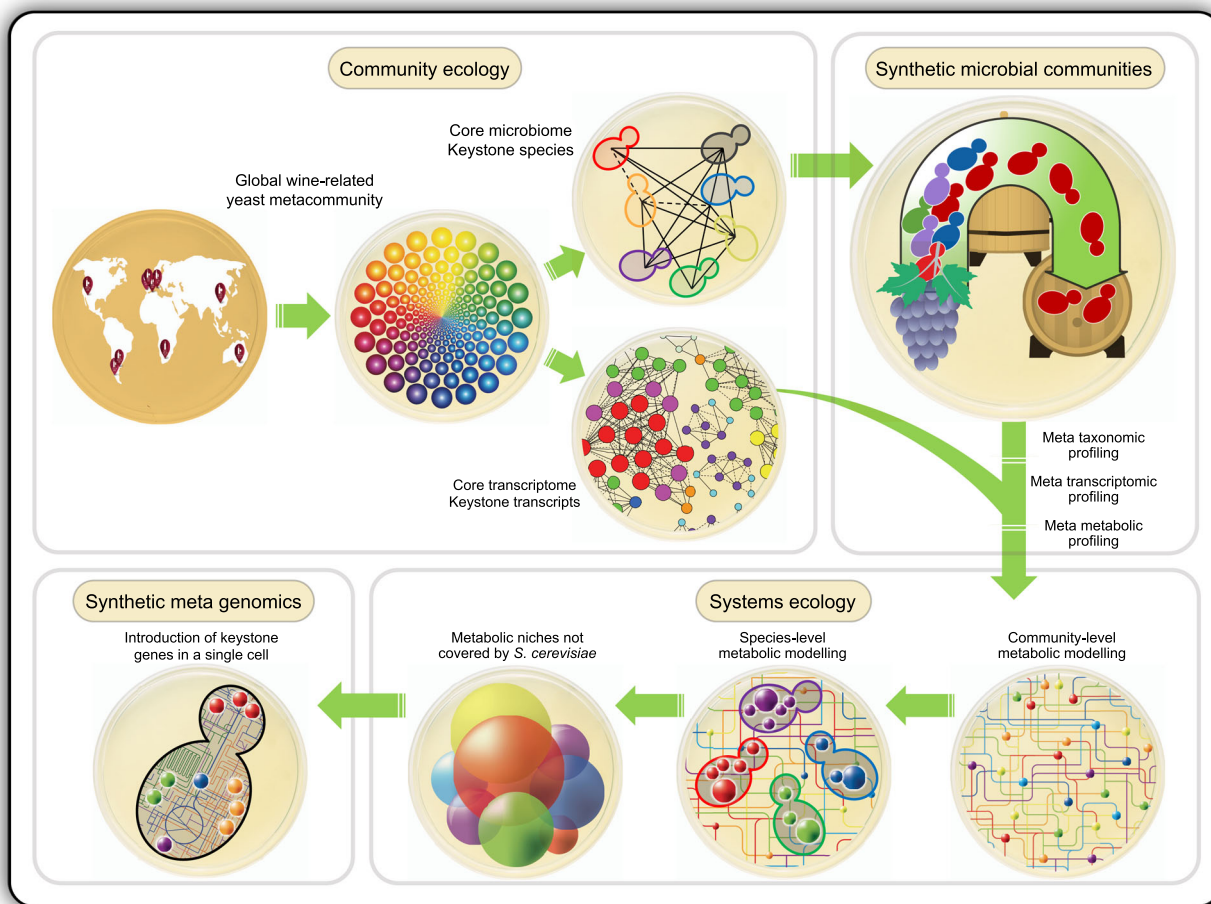 Community ecology
Global wine-related
yeast metacommunity
Core microbiome
Keystone species
Core transcriptome
Keystone transcripts
Synthetic microbial communities
Meta taxonomic
profiling
Meta transcriptomic
profiling
Meta metabolic
profiling
Synthetic meta genomics
Introduction of keystone
genes in a single cell
Systems ecology
Metabolic niches not
covered by S. cerevisiae
Species-level
metabolic modelling
Community-level
metabolic modelling